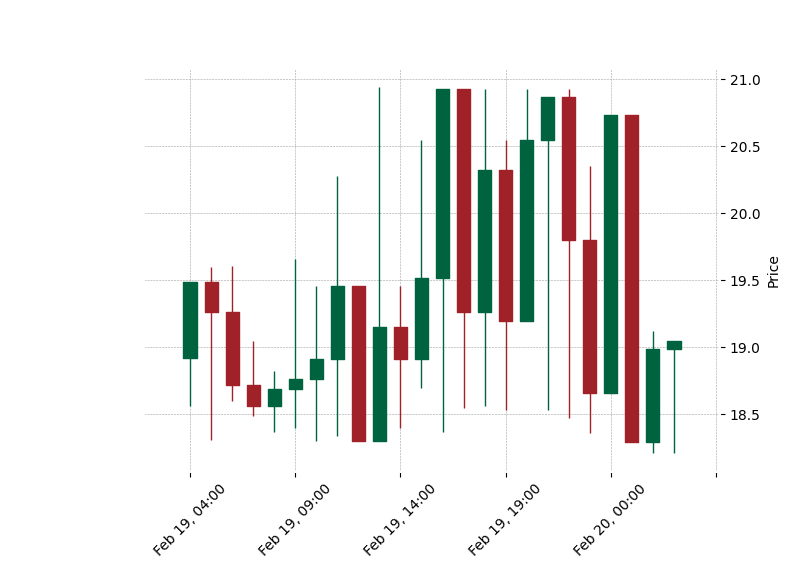 21.0
20.5
20.0
19.5
19.0
18.5
Price
Feb 19, 04:00
Feb 19, 09:00
Feb 19, 14:00
Feb 19, 19:00
Feb 20, 00:00